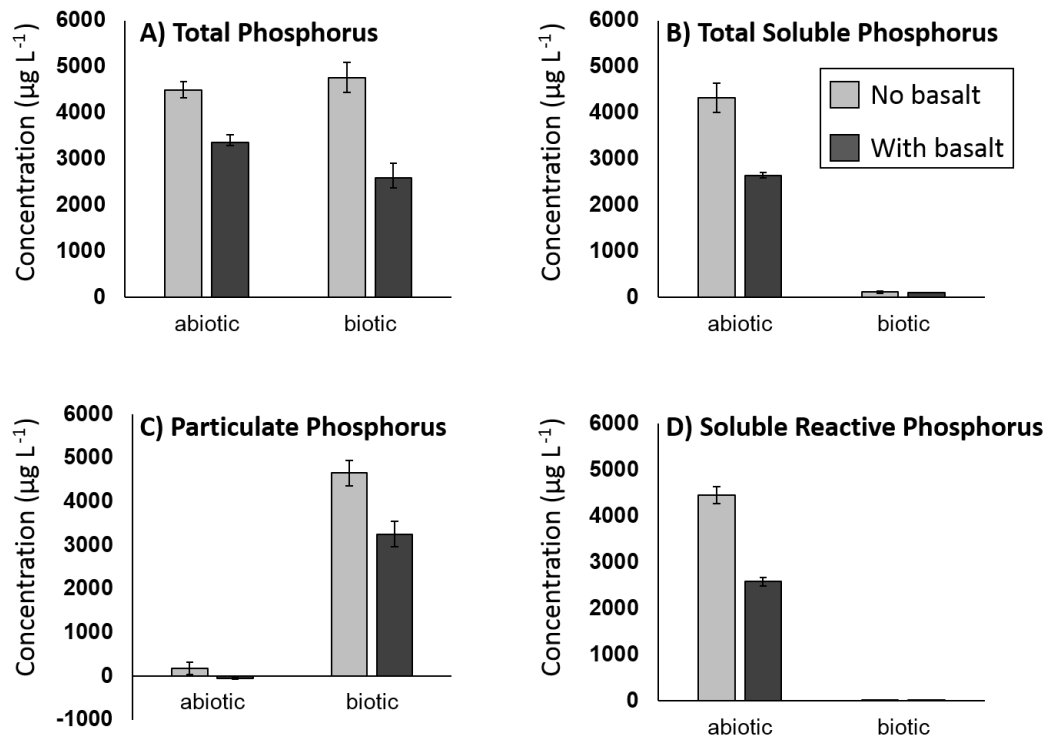 A) Total Phosphorus
Concentration (µg L-1)
6000
5000
4000
3000
2000
1000
0
abiotic
biotic
B) Total Soluble Phosphorus
Concentration (µg L-1)
6000
5000
4000
3000
2000
1000
0
No basalt
With basalt
abiotic
biotic
C) Particulate Phosphorus
Concentration (µg L-1)
6000
5000
4000
3000
2000
1000
0
-1000
abiotic
biotic
D) Soluble Reactive Phosphorus
Concentration (µg L-1)
6000
5000
4000
3000
2000
1000
0
abiotic
biotic